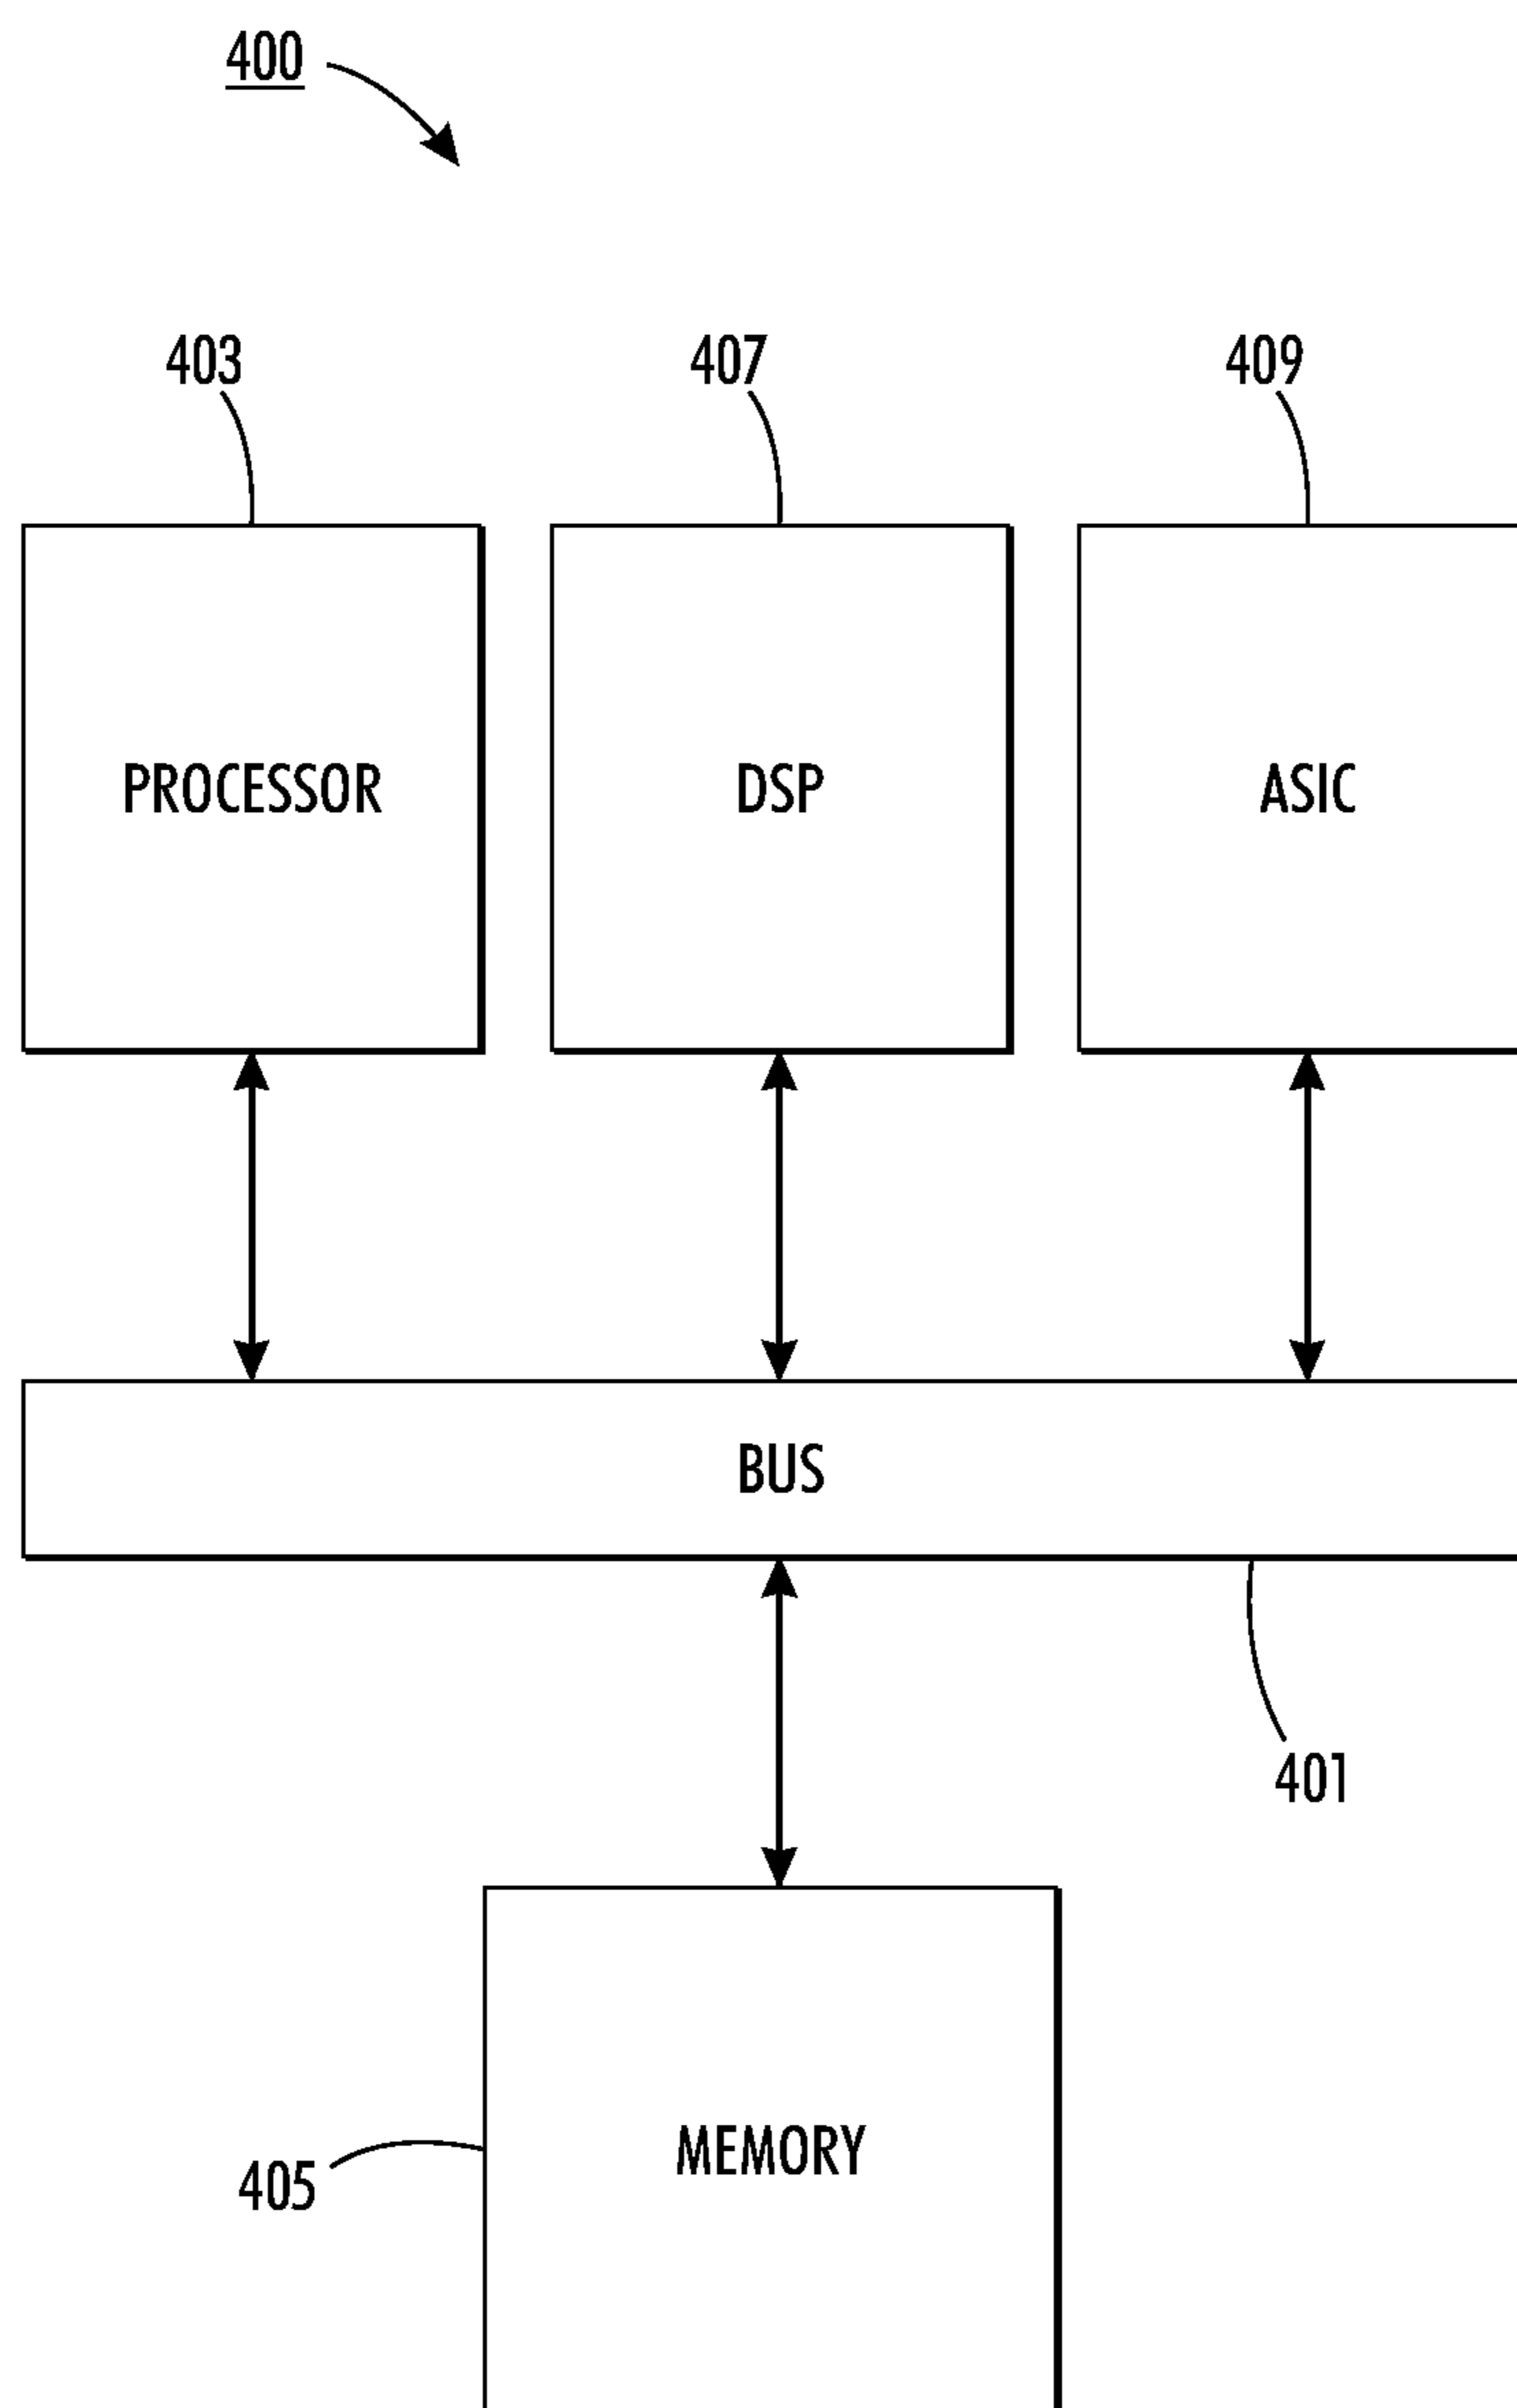 400
403
407
409
PROCESSOR
DSP
ASIC
BUS
401
405
MEMORY